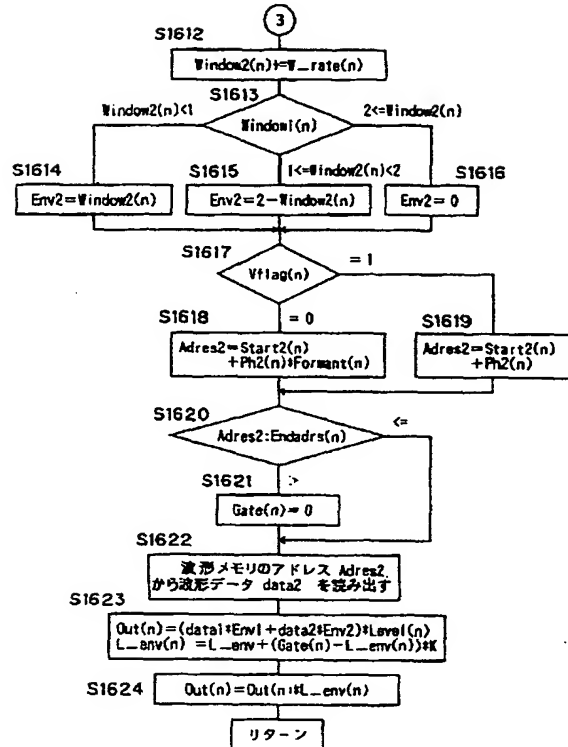 3
S1612
Window2(n)+=W_rate(n)
S1613
Window2(n)<1
Window1(n)
2<=Window2(n)
S1614
S1615
1<=Window2(n)<2
S1616
Env2=Window2(n)
Env2=2-Window2(n)
Env2=0
S1617
Vflag(n)
=1
S1618
=0
S1619
Adres2=Start2(n)
+Ph2(n)*Formant(n)
Adres2=Start2(n)
+Ph2(n)
S1620
Adres2:Endadrs(n)
<=
S1621
>
Gate(n)=0
S1622
波形メモリのアドレス Adres2
から波形データ data2 を読み出す
S1623
Out(n)=(data1*Env1+data2*Env2)*Level(n)
L_env(n)=L_env+(Gate(n)-L_env(n))*K
S1624
Out(n)=Out(n)*L_env(n)
リターン